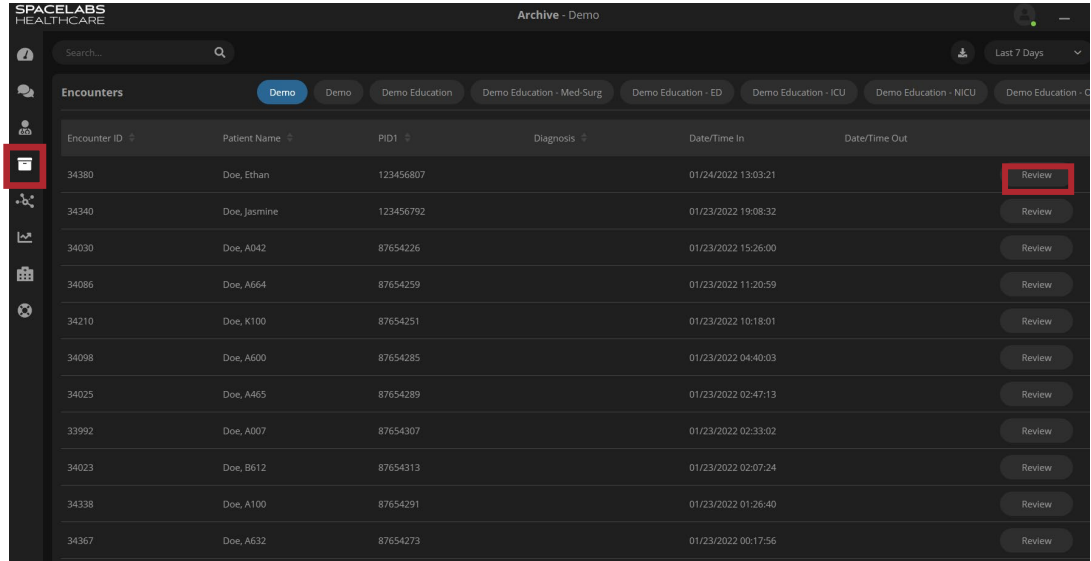 SPACELABS
HEALTHCARE
Archive - Demo
Search...
Last 7 Days
Encounters Demo Demo Demo Education Demo Education - Med-Surg Demo Education - ED Demo Education - ICU Demo Education - NICU Demo Education - C
Encounter ID Patient Name PID1 Diagnosis Date/Time In Date/Time Out
34380 Doe, Ethan 123456807 01/24/2022 13:03:21 Review
34340 Doe, Jasmine 123456792 01/23/2022 19:08:32 Review
34030 Doe, A042 87654226 01/23/2022 15:26:00 Review
34086 Doe, A664 87654259 01/23/2022 11:20:59 Review
34210 Doe, K100 87654251 01/23/2022 10:18:01 Review
34098 Doe, A600 87654285 01/23/2022 04:40:03 Review
34025 Doe, A465 87654289 01/23/2022 02:47:13 Review
33992 Doe, A007 87654307 01/23/2022 02:33:02 Review
34023 Doe, B612 87654313 01/23/2022 02:07:24 Review
34338 Doe, A100 87654291 01/23/2022 01:26:40 Review
34367 Doe, A632 87654273 01/23/2022 00:17:56 Review